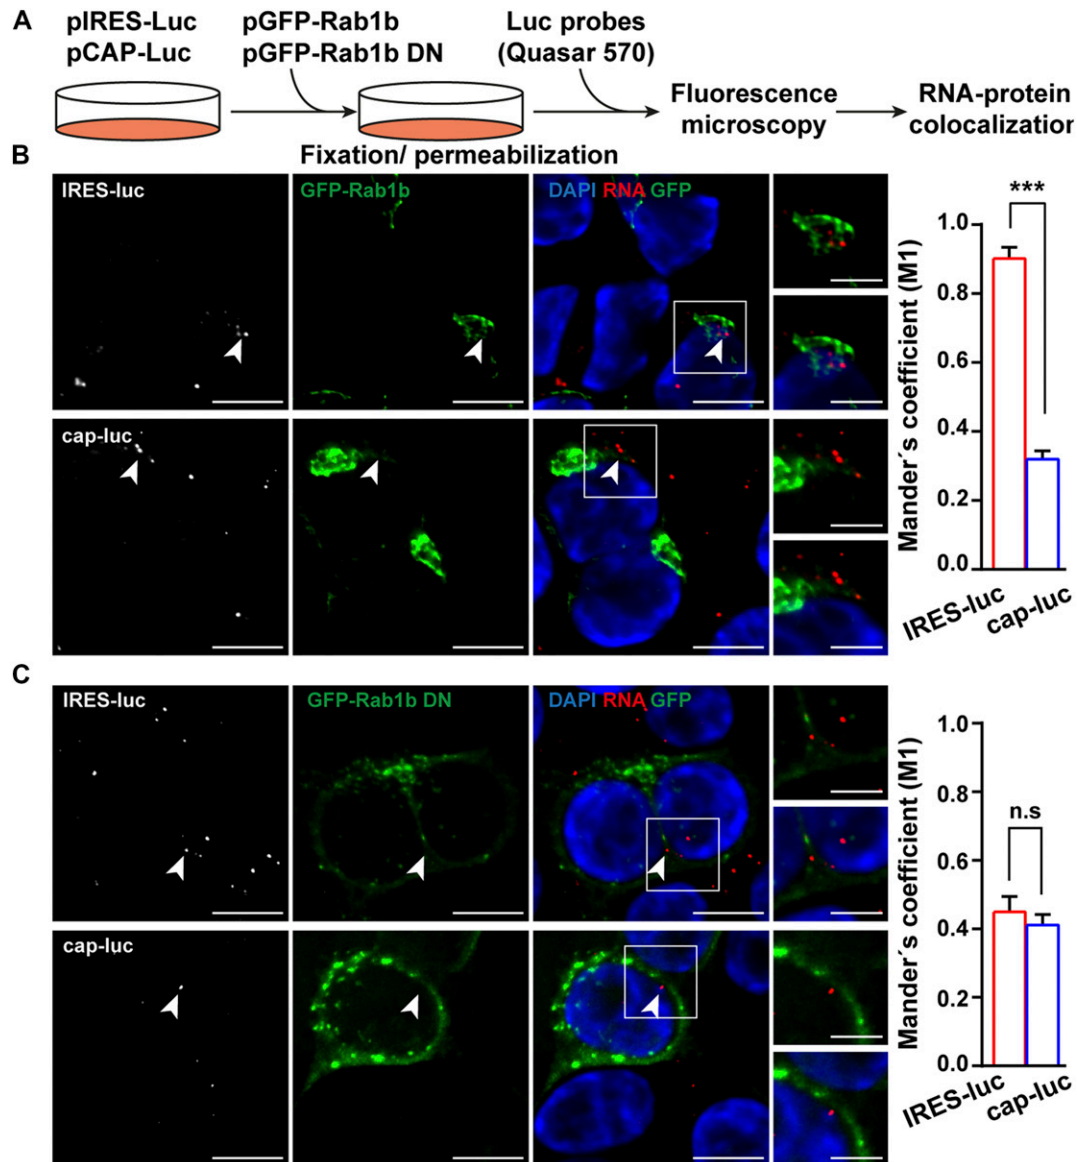 A
pIRES-Luc
pCAP-Luc
pGFP-Rab1b
pGFP-Rab1b DN
Luc probes
(Quasar 570)
Fluorescence
microscopy
RNA-protein
colocalization
Fixation/ permeabilization
B
IRES-luc
GFP-Rab1b
DAPI RNA GFP
cap-luc
Mander´s coefficient (M1)
1.0
0.8
0.6
0.4
0.2
0.0
***
IRES-luc
cap-luc
C
IRES-luc
GFP-Rab1b DN
DAPI RNA GFP
cap-luc
Mander´s coefficient (M1)
1.0
0.8
0.6
0.4
0.2
0.0
n.s
IRES-luc
cap-luc